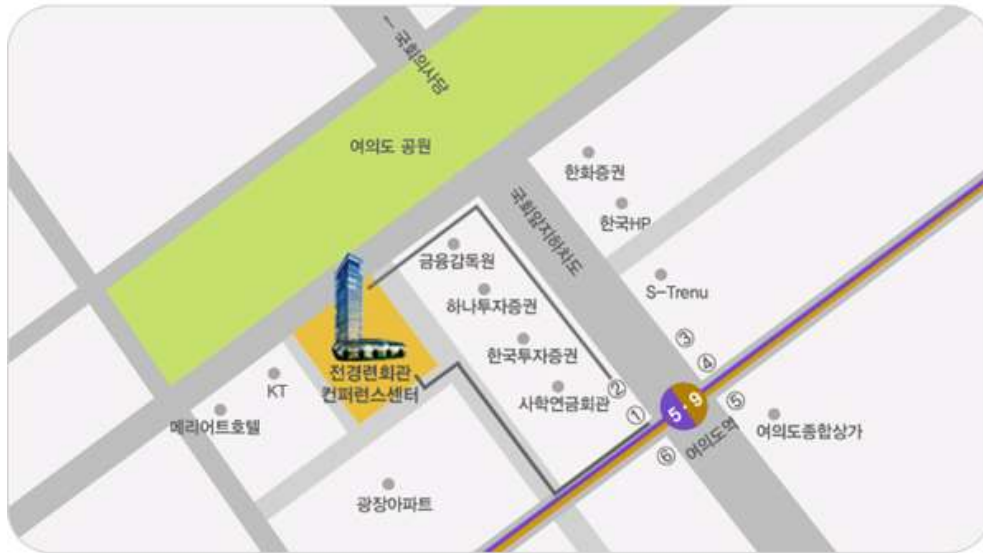 ← 국회의사당
여의도 공원
한화증권
국회앞지하차도
한국HP
금융감독원
S-Trenu
하나투자증권
③
한국투자증권
④
전경련회관
컨퍼런스센터
KT
②
사학연금회관
①
5·9
⑤
메리어트호텔
여의도역
여의도종합상가
⑥
광장아파트